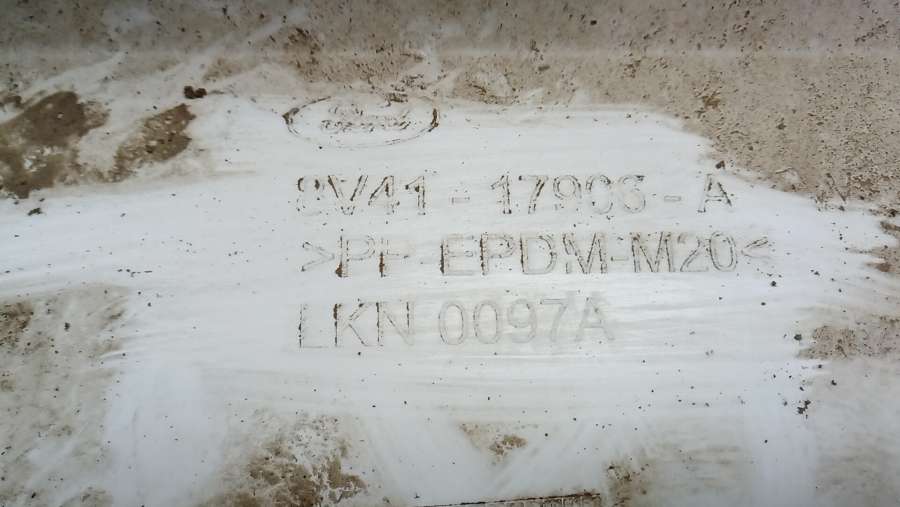 8V41-17906-A
>PP-EPDM-M20<
LKN 0097A